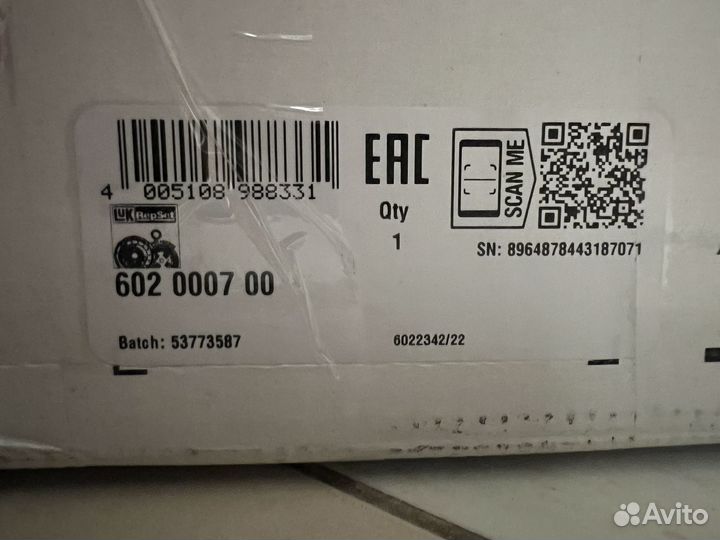 4 005108 988331
EAC
Qty
1
SCAN ME
SN: 8964878443187071
LuK RepSet
602 0007 00
Batch: 53773587
6022342/22
Avito